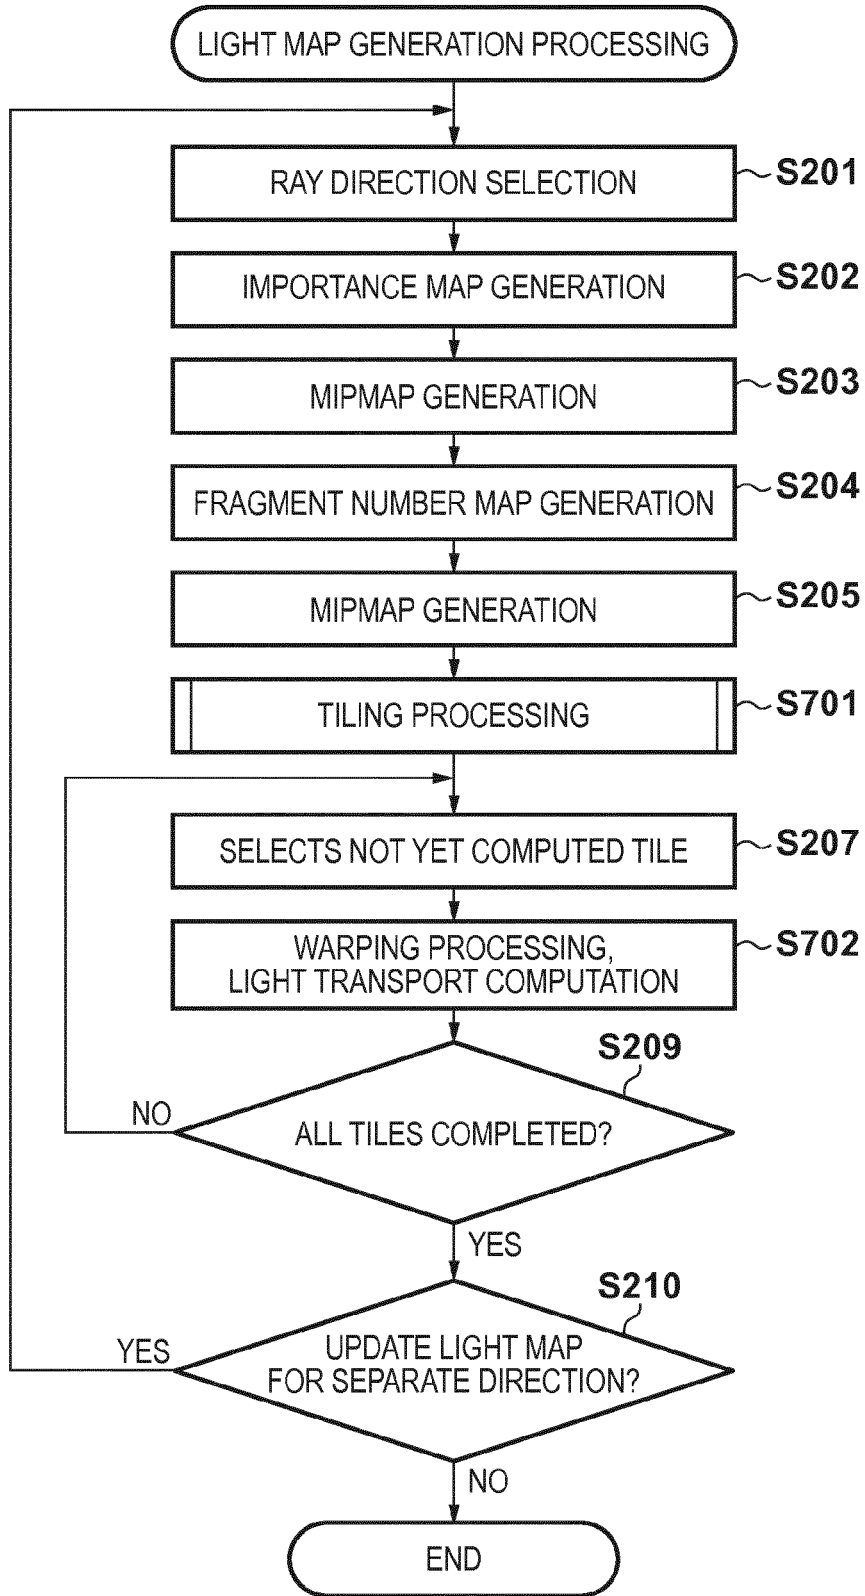 LIGHT MAP GENERATION PROCESSING
RAY DIRECTION SELECTION
S201
IMPORTANCE MAP GENERATION
S202
MIPMAP GENERATION
S203
FRAGMENT NUMBER MAP GENERATION
S204
MIPMAP GENERATION
S205
TILING PROCESSING
S701
SELECTS NOT YET COMPUTED TILE
S207
WARPING PROCESSING,
LIGHT TRANSPORT COMPUTATION
S702
S209
NO
ALL TILES COMPLETED?
YES
S210
YES
UPDATE LIGHT MAP
FOR SEPARATE DIRECTION?
NO
END